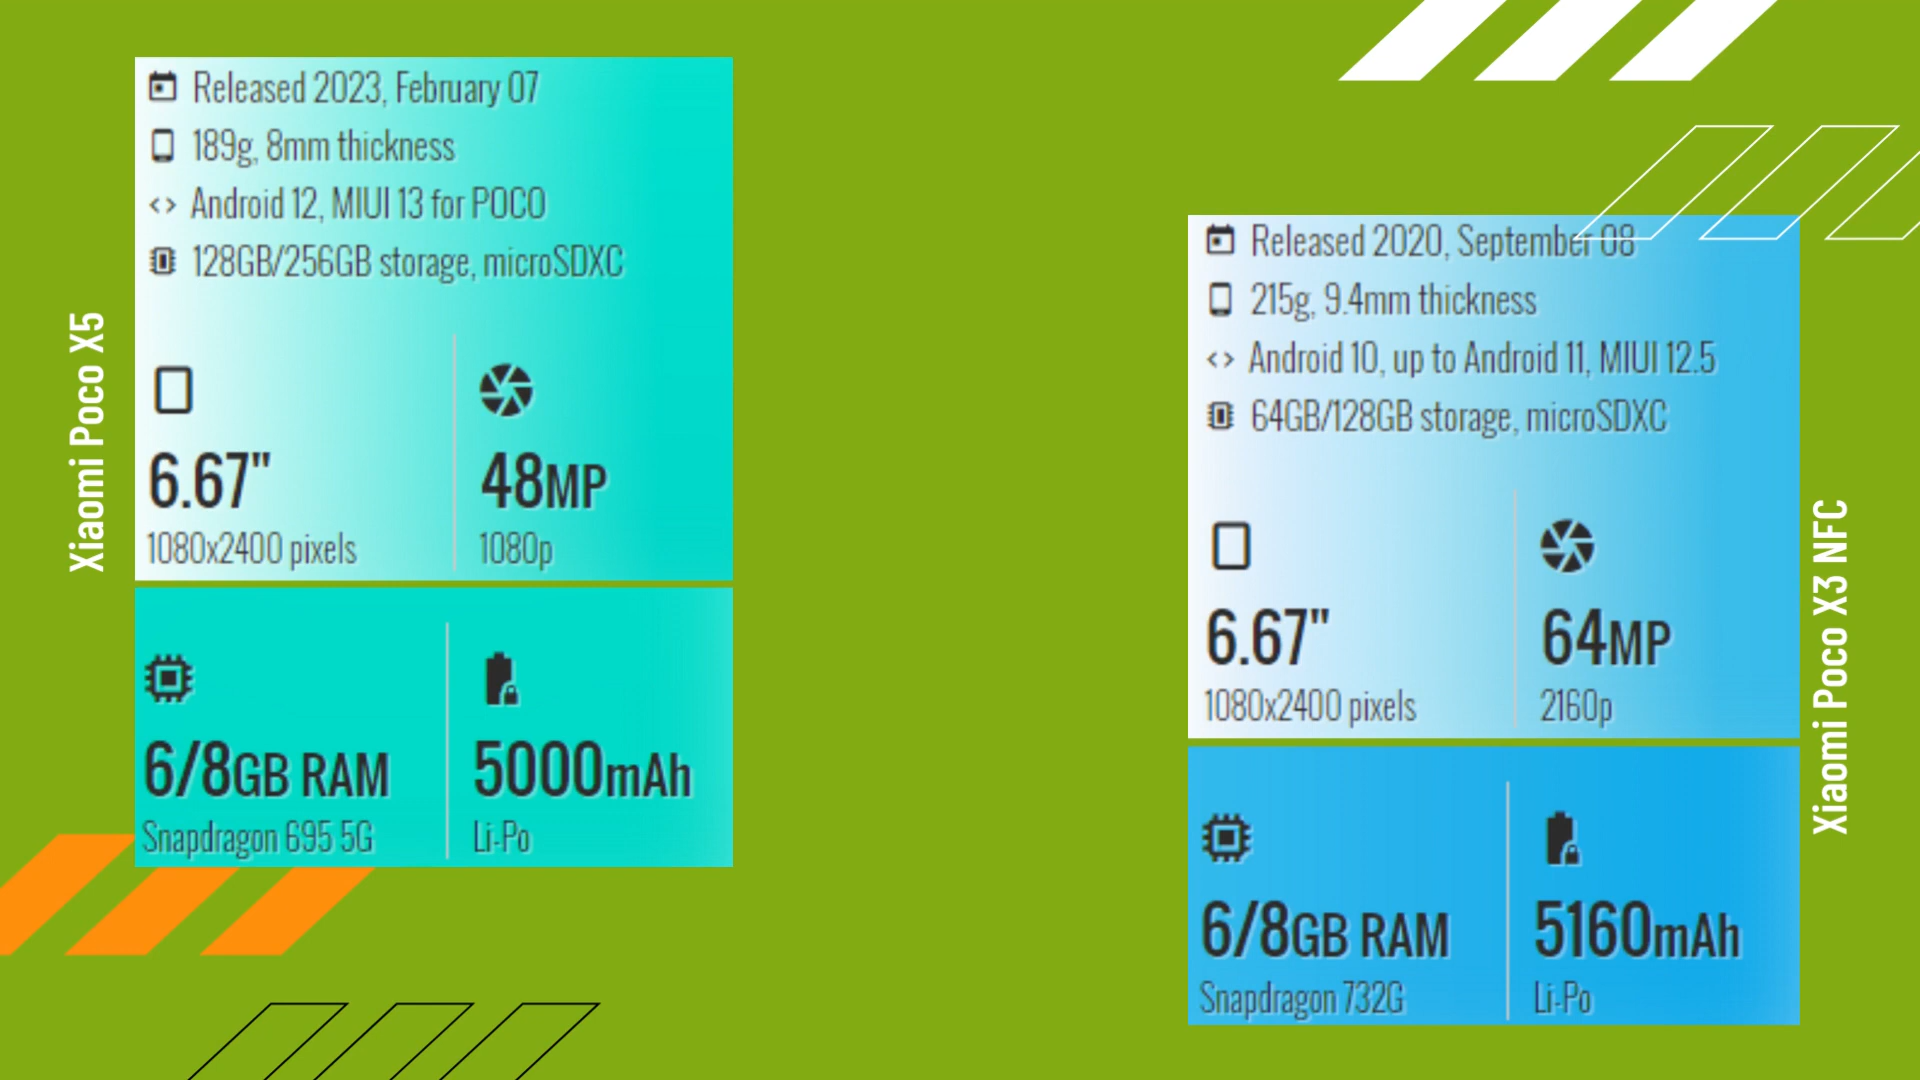 Xiaomi Poco X5
Released 2023, February 07
189g, 8mm thickness
Android 12, MIUI 13 for POCO
128GB/256GB storage, microSDXC
6.67"
1080x2400 pixels
48MP
1080p
6/8GB RAM
Snapdragon 695 5G
5000mAh
Li-Po
Xiaomi Poco X3 NFC
Released 2020, September 08
215g, 9.4mm thickness
Android 10, up to Android 11, MIUI 12.5
64GB/128GB storage, microSDXC
6.67"
1080x2400 pixels
64MP
2160p
6/8GB RAM
Snapdragon 732G
5160mAh
Li-Po